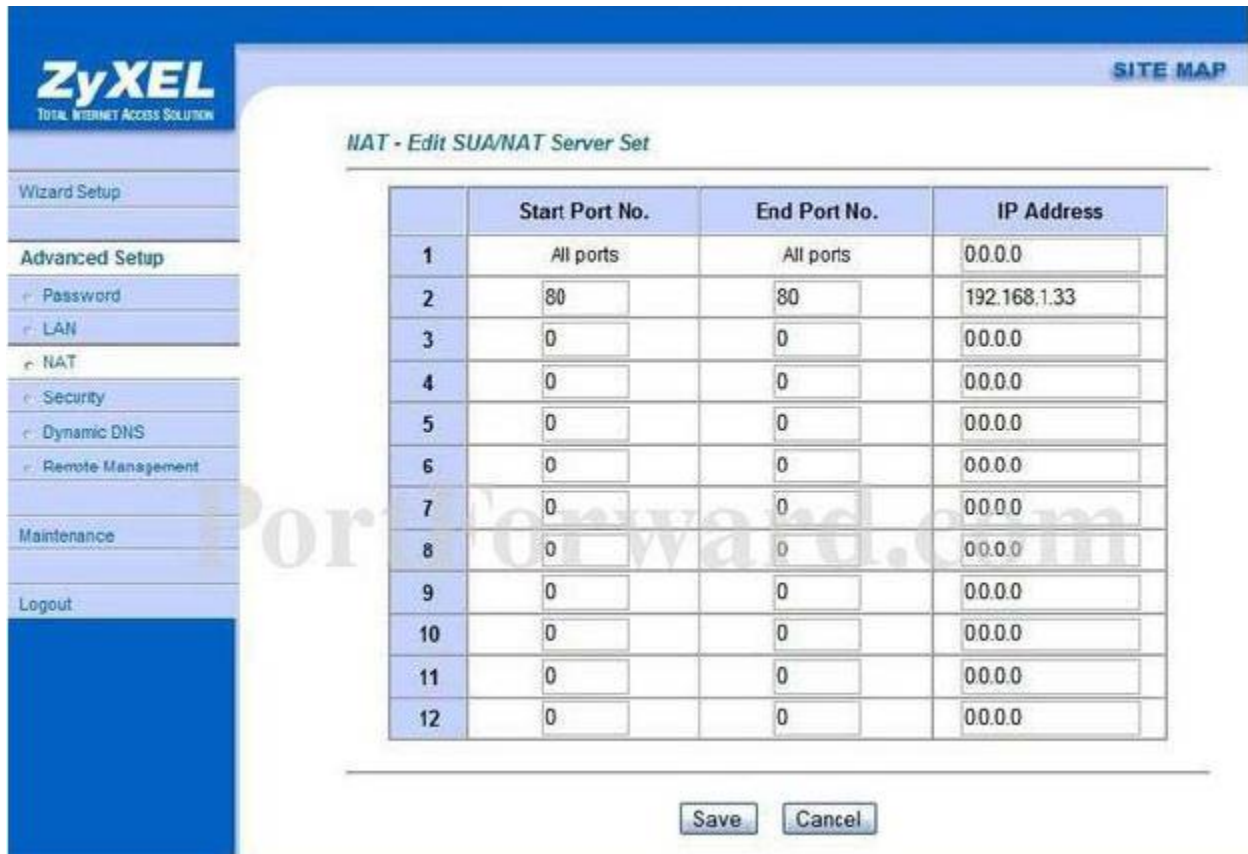 ZyXEL
TOTAL INTERNET ACCESS SOLUTION
SITE MAP
Wizard Setup
Advanced Setup
Password
LAN
NAT
Security
Dynamic DNS
Remote Management
Maintenance
Logout
NAT - Edit SUA/NAT Server Set
Start Port No. End Port No. IP Address
1 All ports All ports 0.0.0.0
2 80 80 192.168.1.33
3 0 0 0.0.0.0
4 0 0 0.0.0.0
5 0 0 0.0.0.0
6 0 0 0.0.0.0
7 0 0 0.0.0.0
8 0 0 0.0.0.0
9 0 0 0.0.0.0
10 0 0 0.0.0.0
11 0 0 0.0.0.0
12 0 0 0.0.0.0
PortForward.com
Save Cancel